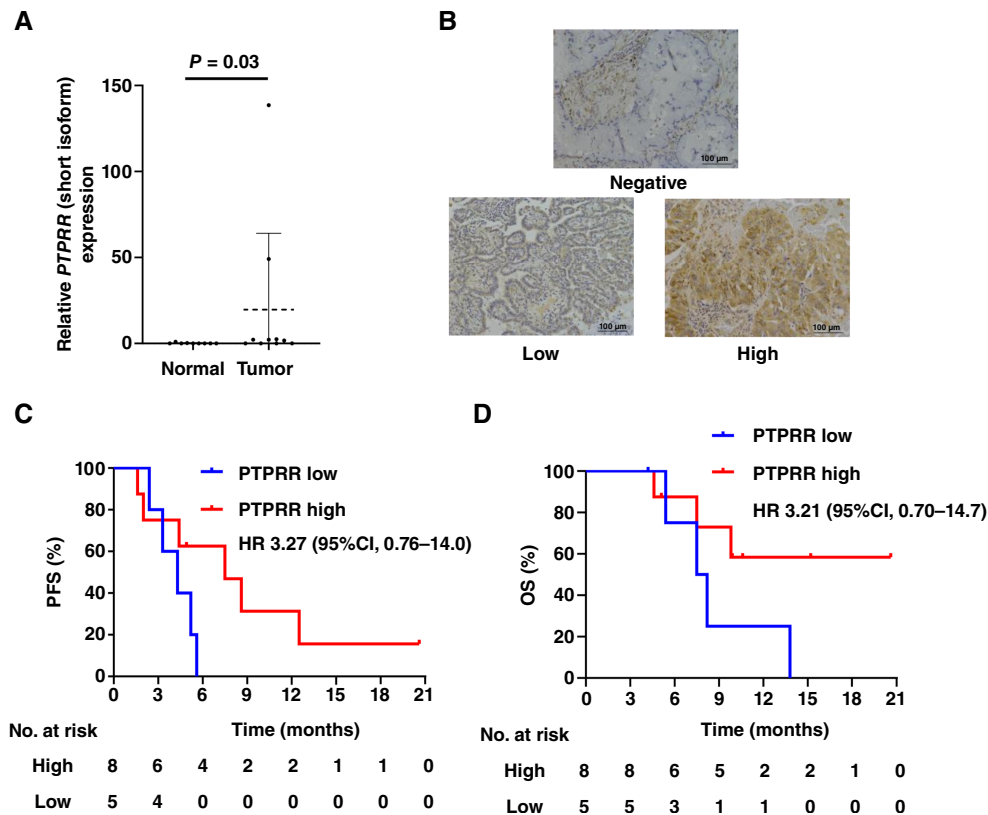 A
P = 0.03
Relative PTPRR (short isoform)
expression
150
100
50
0
Normal Tumor
B
100 µm
Negative
100 µm
Low
100 µm
High
C
PTPRR low
PTPRR high
HR 3.27 (95%CI, 0.76–14.0)
PFS (%)
100
80
60
40
20
0
0 3 6 9 12 15 18 21
Time (months)
No. at risk
High 8 6 4 2 2 1 1 0
Low 5 4 0 0 0 0 0 0
D
PTPRR low
PTPRR high
HR 3.21 (95%CI, 0.70–14.7)
OS (%)
100
80
60
40
20
0
0 3 6 9 12 15 18 21
Time (months)
No. at risk
High 8 8 6 5 2 2 1 0
Low 5 5 3 1 1 0 0 0